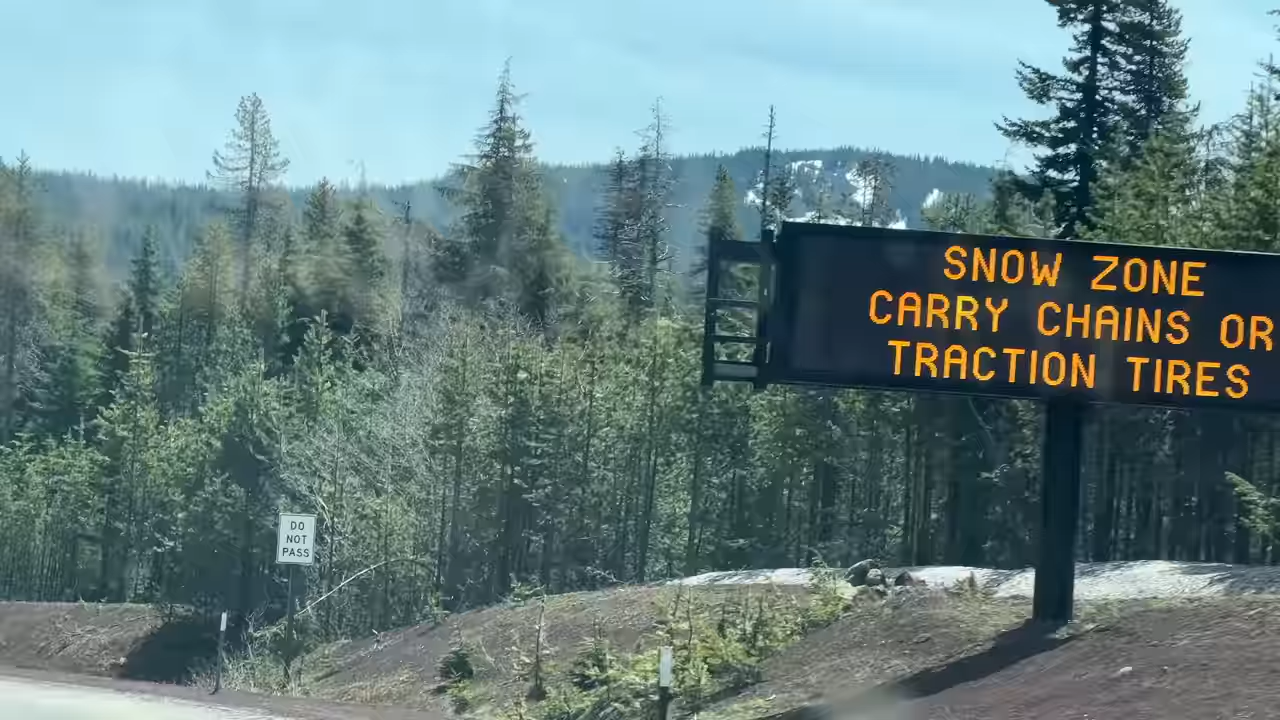 SNOW ZONE
CARRY CHAINS OR
TRACTION TIRES
DO
NOT
PASS